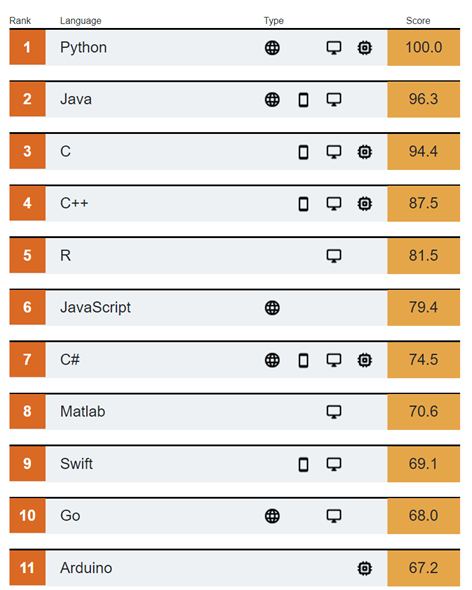 Rank Language Type Score
1 Python 100.0
2 Java 96.3
3 C 94.4
4 C++ 87.5
5 R 81.5
6 JavaScript 79.4
7 C# 74.5
8 Matlab 70.6
9 Swift 69.1
10 Go 68.0
11 Arduino 67.2